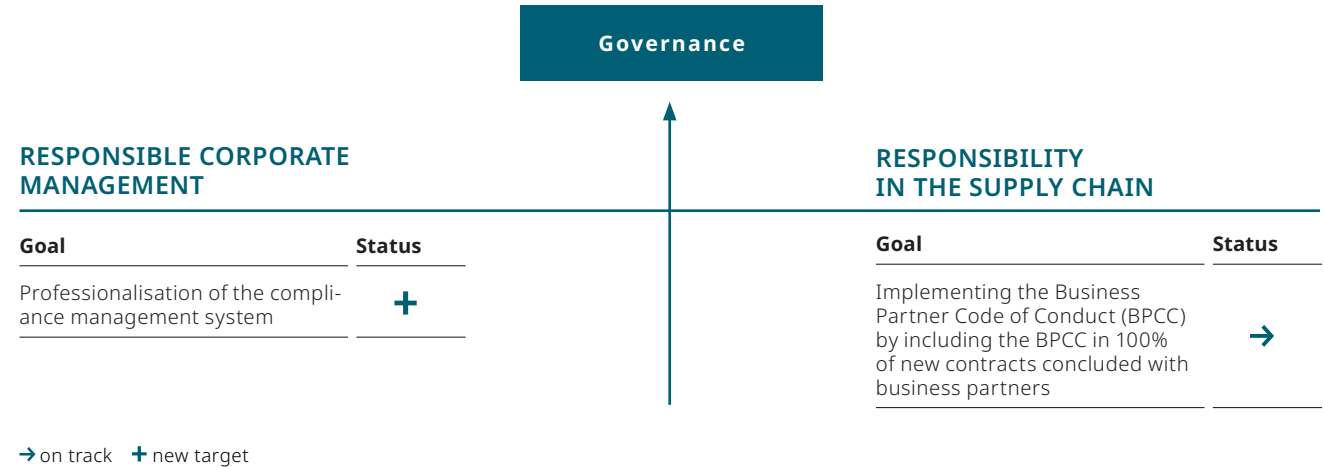 Governance
RESPONSIBLE CORPORATE
MANAGEMENT
Goal Status
Professionalisation of the compli-
ance management system
+
RESPONSIBILITY
IN THE SUPPLY CHAIN
Goal Status
Implementing the Business
Partner Code of Conduct (BPCC)
by including the BPCC in 100%
of new contracts concluded with
business partners
→
→ on track + new target